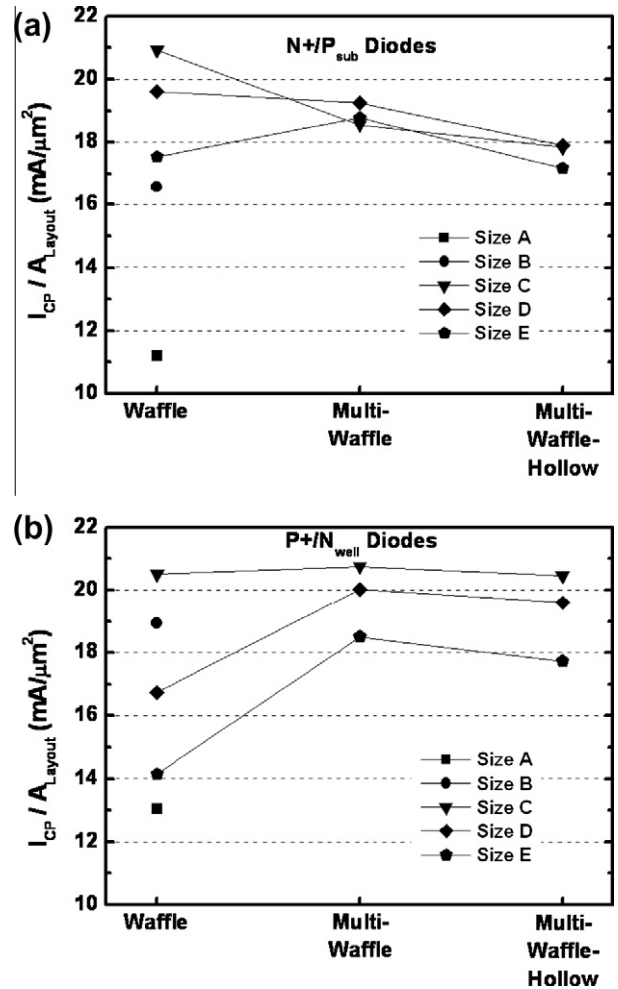 (a)
22
N+/Psub Diodes
20
18
16
14
12
10
ICP / ALayout (mA/μm²)
Size A
Size B
Size C
Size D
Size E
Waffle
Multi-
Waffle
Multi-
Waffle-
Hollow
(b)
22
P+/Nwell Diodes
20
18
16
14
12
10
ICP / ALayout (mA/μm²)
Size A
Size B
Size C
Size D
Size E
Waffle
Multi-
Waffle
Multi-
Waffle-
Hollow